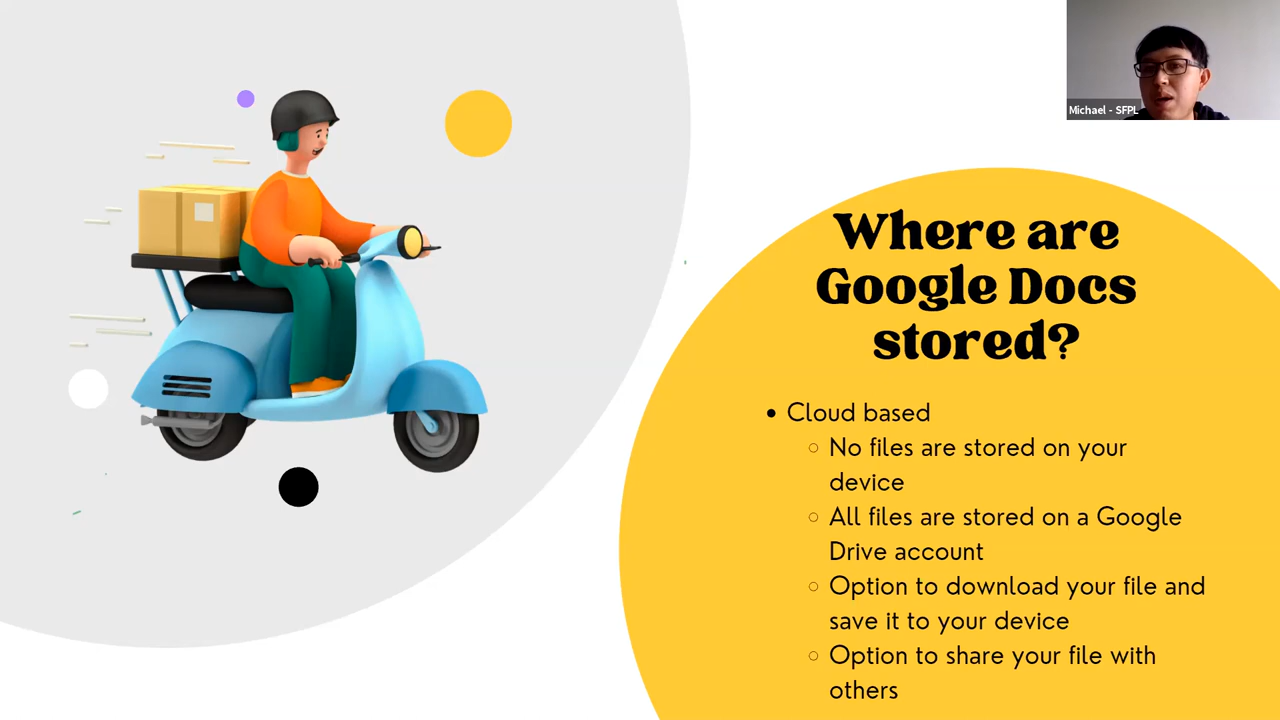 Michael - SFPL
Where are
Google Docs
stored?
Cloud based
No files are stored on your
device
All files are stored on a Google
Drive account
Option to download your file and
save it to your device
Option to share your file with
others